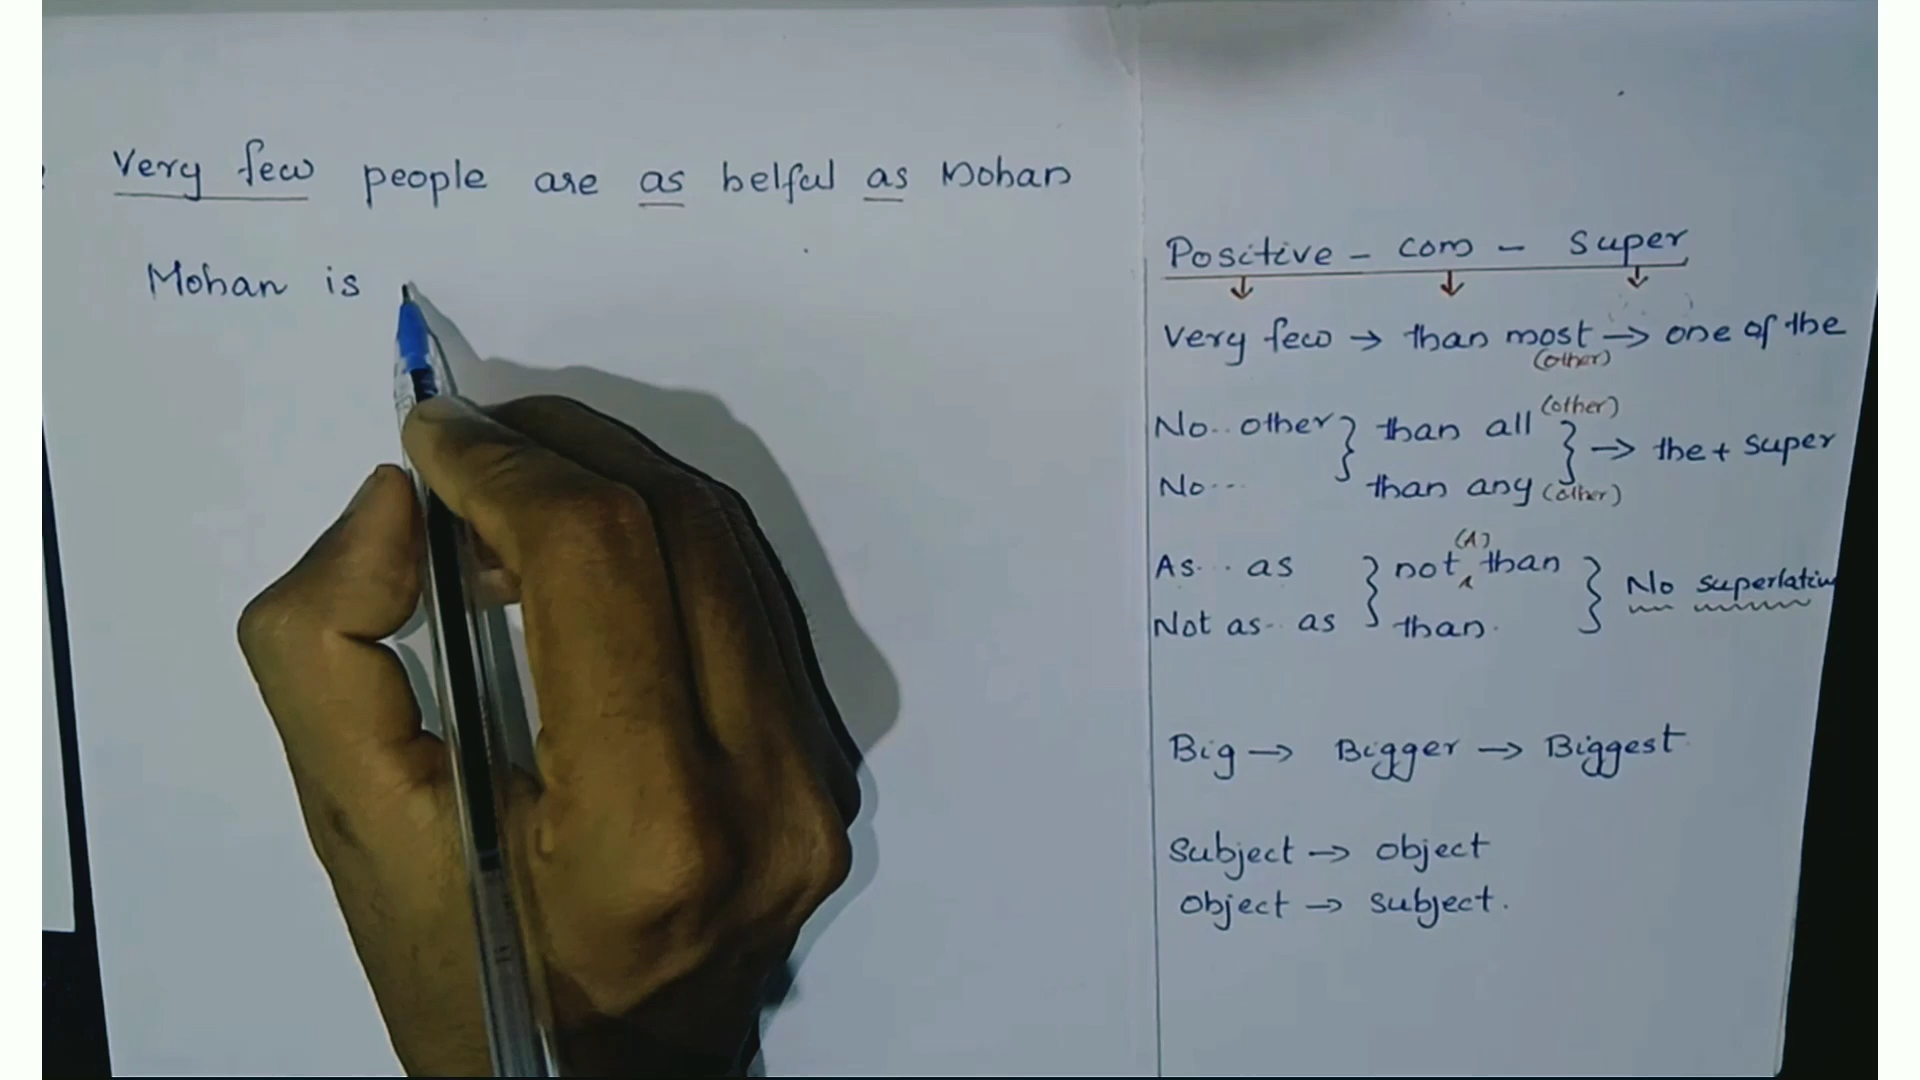 Very few people are as helful as Mohan
Mohan is
Positive - com - super
Very few → than most → one of the
(other)
No.. other } than all (other) } → the + super
No... than any (other)
As... as } not (A) than } No superlative
Not as.. as than.
Big → Bigger → Biggest
Subject → object
object → subject.